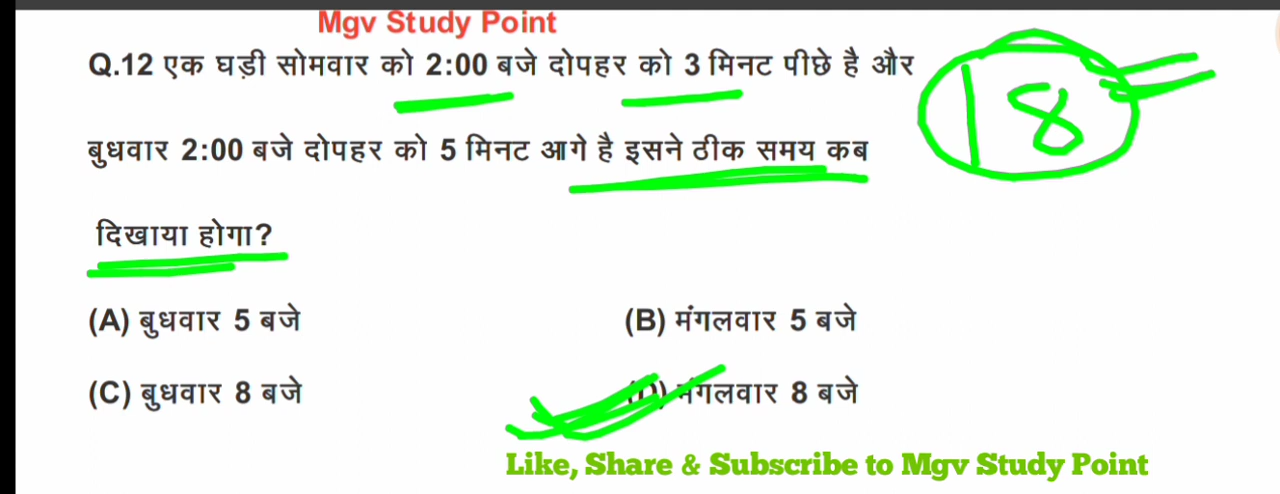 Mgv Study Point
Q.12 एक घड़ी सोमवार को 2:00 बजे दोपहर को 3 मिनट पीछे है और
18
बुधवार 2:00 बजे दोपहर को 5 मिनट आगे है इसने ठीक समय कब
दिखाया होगा?
(A) बुधवार 5 बजे (B) मंगलवार 5 बजे
(C) बुधवार 8 बजे (D) मंगलवार 8 बजे
Like, Share & Subscribe to Mgv Study Point